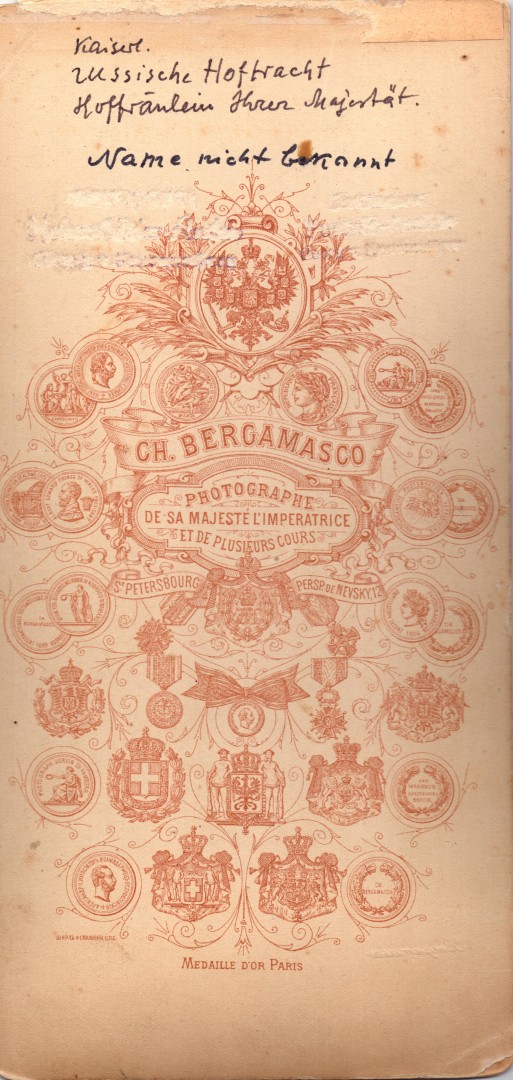 Kaiserl.
russische Hoftracht
Hoffräulein Ihrer Majestät.
Name nicht bekannt
CH. BERGAMASCO
PHOTOGRAPHE
DE SA MAJESTÉ L'IMPERATRICE
ET DE PLUSIEURS COURS
ST PETERSBOURG
PERSP. DE NEVSKY, 12
MEDAILLE D'OR PARIS